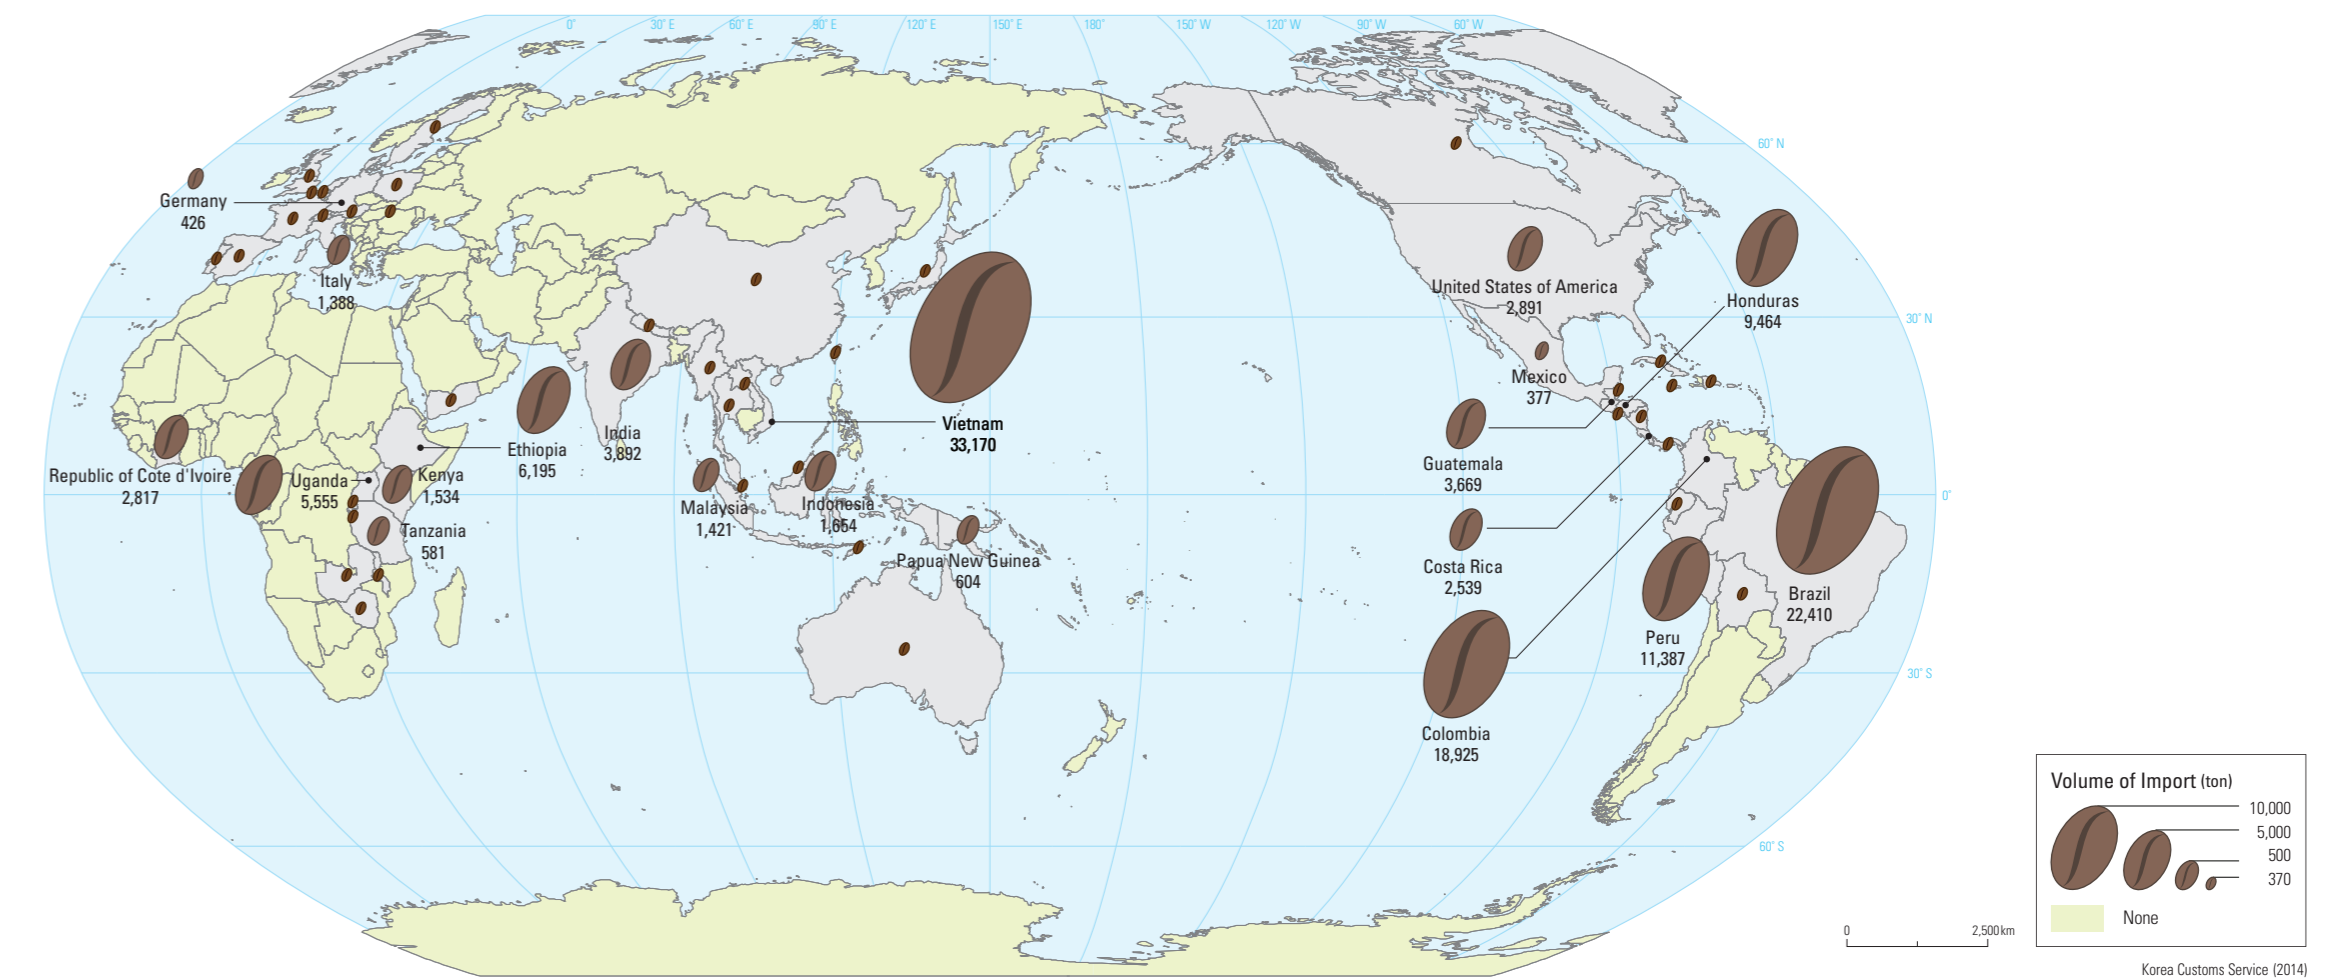 0°
30° E
60° E
90° E
120° E
150° E
180°
150° W
120° W
90° W
60° W
60° N
Germany
426
Italy
1,388
United States of America
2,891
Honduras
9,464
30° N
Mexico
377
Vietnam
33,170
India
3,892
Ethiopia
6,195
Republic of Cote d'Ivoire
2,817
Uganda
5,555
Kenya
1,534
Tanzania
581
Malaysia
1,421
Indonesia
1,654
Papua New Guinea
604
Guatemala
3,669
0°
Costa Rica
2,539
Brazil
22,410
Peru
11,387
30° S
Colombia
18,925
60° S
Volume of Import (ton)
10,000
5,000
500
370
None
0
2,500km
Korea Customs Service (2014)